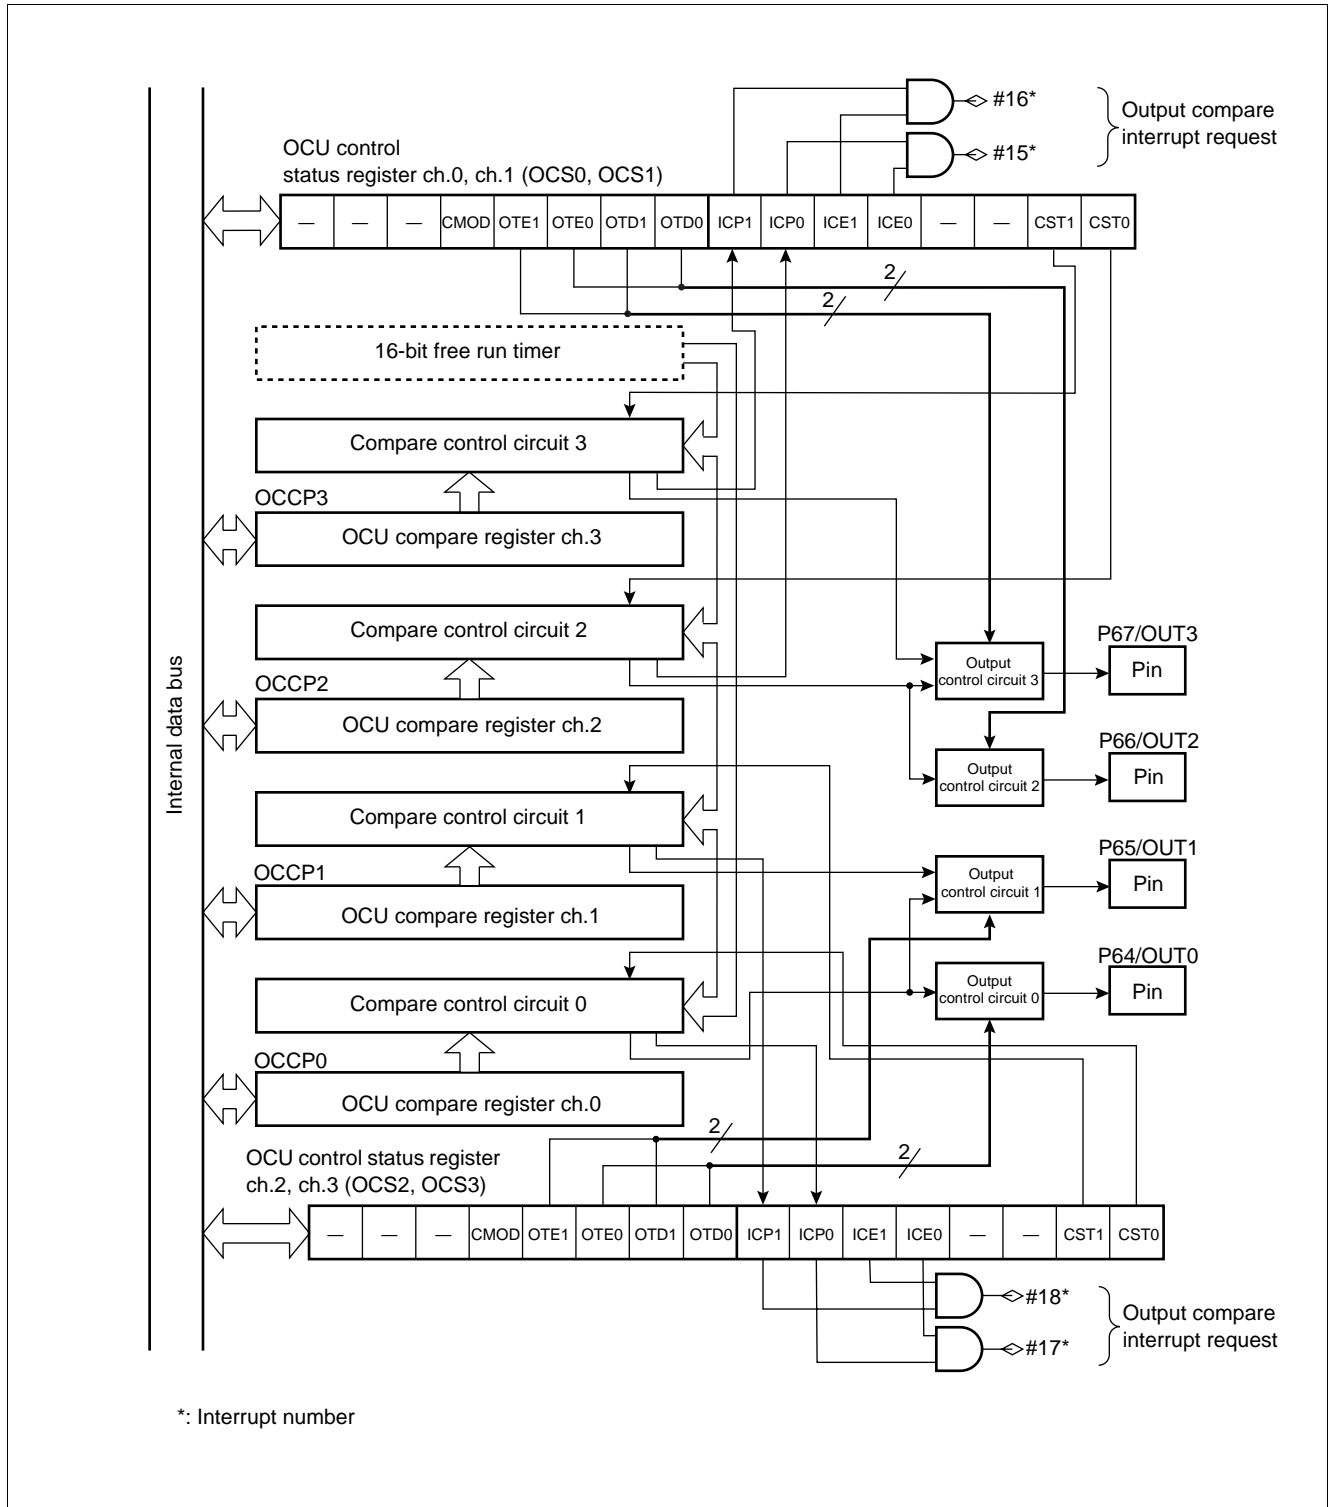 #16*
Output compare
interrupt request
#15*
OCU control
status register ch.0, ch.1 (OCS0, OCS1)
— — — CMOD OTE1 OTE0 OTD1 OTD0 ICP1 ICP0 ICE1 ICE0 — — CST1 CST0
2
2
16-bit free run timer
Compare control circuit 3
OCCP3
OCU compare register ch.3
Compare control circuit 2
OCCP2
OCU compare register ch.2
Compare control circuit 1
OCCP1
OCU compare register ch.1
Compare control circuit 0
OCCP0
OCU compare register ch.0
Internal data bus
P67/OUT3
Output
control circuit 3
Pin
P66/OUT2
Output
control circuit 2
Pin
P65/OUT1
Output
control circuit 1
Pin
P64/OUT0
Output
control circuit 0
Pin
2
2
OCU control status register
ch.2, ch.3 (OCS2, OCS3)
— — — CMOD OTE1 OTE0 OTD1 OTD0 ICP1 ICP0 ICE1 ICE0 — — CST1 CST0
#18*
Output compare
interrupt request
#17*
*: Interrupt number